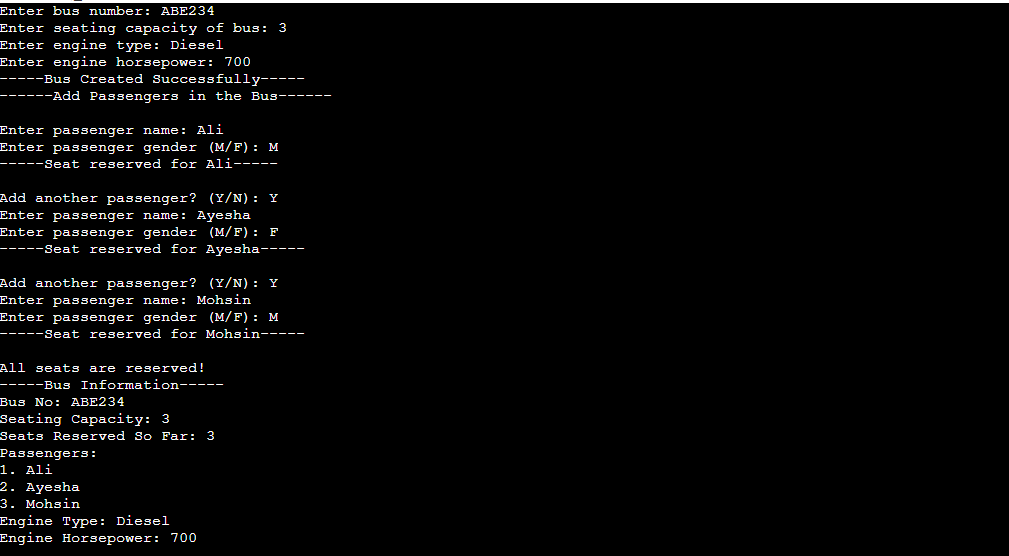 Enter bus number: ABE234
Enter seating capacity of bus: 3
Enter engine type: Diesel
Enter engine horsepower: 700
-----Bus Created Successfully-----
------Add Passengers in the Bus------
Enter passenger name: Ali
Enter passenger gender (M/F): M
-----Seat reserved for Ali-----
Add another passenger? (Y/N): Y
Enter passenger name: Ayesha
Enter passenger gender (M/F): F
-----Seat reserved for Ayesha-----
Add another passenger? (Y/N): Y
Enter passenger name: Mohsin
Enter passenger gender (M/F): M
-----Seat reserved for Mohsin-----
All seats are reserved!
-----Bus Information-----
Bus No: ABE234
Seating Capacity: 3
Seats Reserved So Far: 3
Passengers:
1. Ali
2. Ayesha
3. Mohsin
Engine Type: Diesel
Engine Horsepower: 700